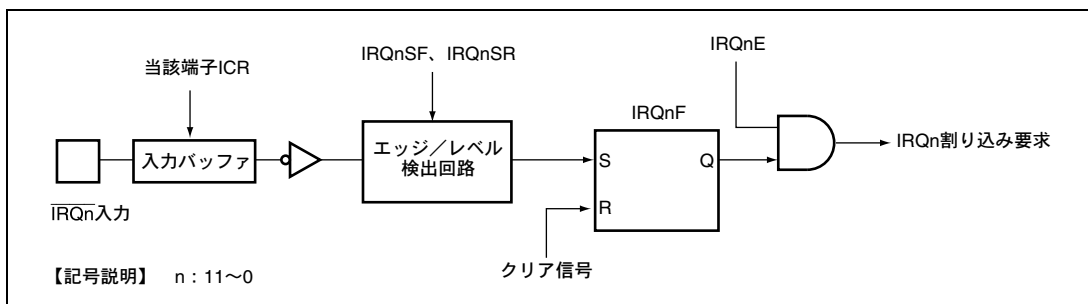 IRQnE
IRQnSF、IRQnSR
当該端子ICR
IRQnF
入力バッファ
エッジ／レベル
検出回路
S
Q
R
IRQn割り込み要求
IRQn入力
クリア信号
【記号説明】 n：11～0